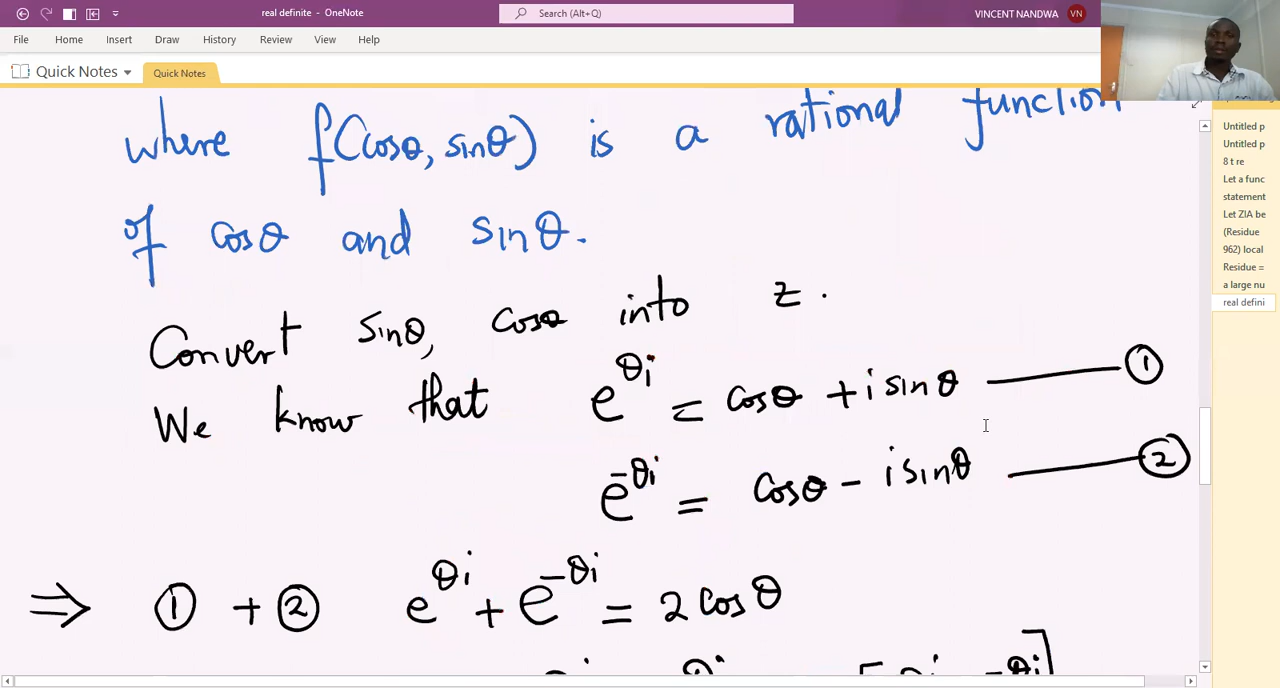 real definite - OneNote
Search (Alt+Q)
VINCENT NANDWA VN
File Home Insert Draw History Review View Help
Quick Notes
Quick Notes
where f(cosθ, sinθ) is a rational function
of cosθ and sinθ.
Convert sinθ, cosθ into z.
We know that e^{θi} = cosθ + i sinθ ——— ①
e^{-θi} = cosθ - i sinθ ——— ②
⇒ ① + ② e^{θi} + e^{-θi} = 2 cosθ
Untitled p
Untitled p
8 t re
Let a func
statement
Let ZIA be
(Residue
962) local
Residue =
a large nu
real defini